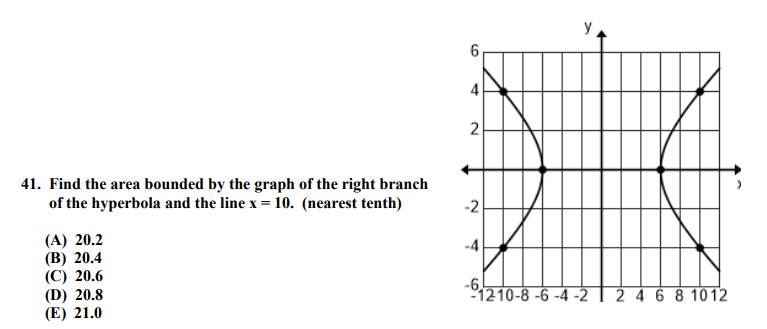 41. Find the area bounded by the graph of the right branch
of the hyperbola and the line x = 10. (nearest tenth)
(A) 20.2
(B) 20.4
(C) 20.6
(D) 20.8
(E) 21.0
y
6
4
2
-2
-4
-6
-12 10 -8 -6 -4 -2 2 4 6 8 10 12